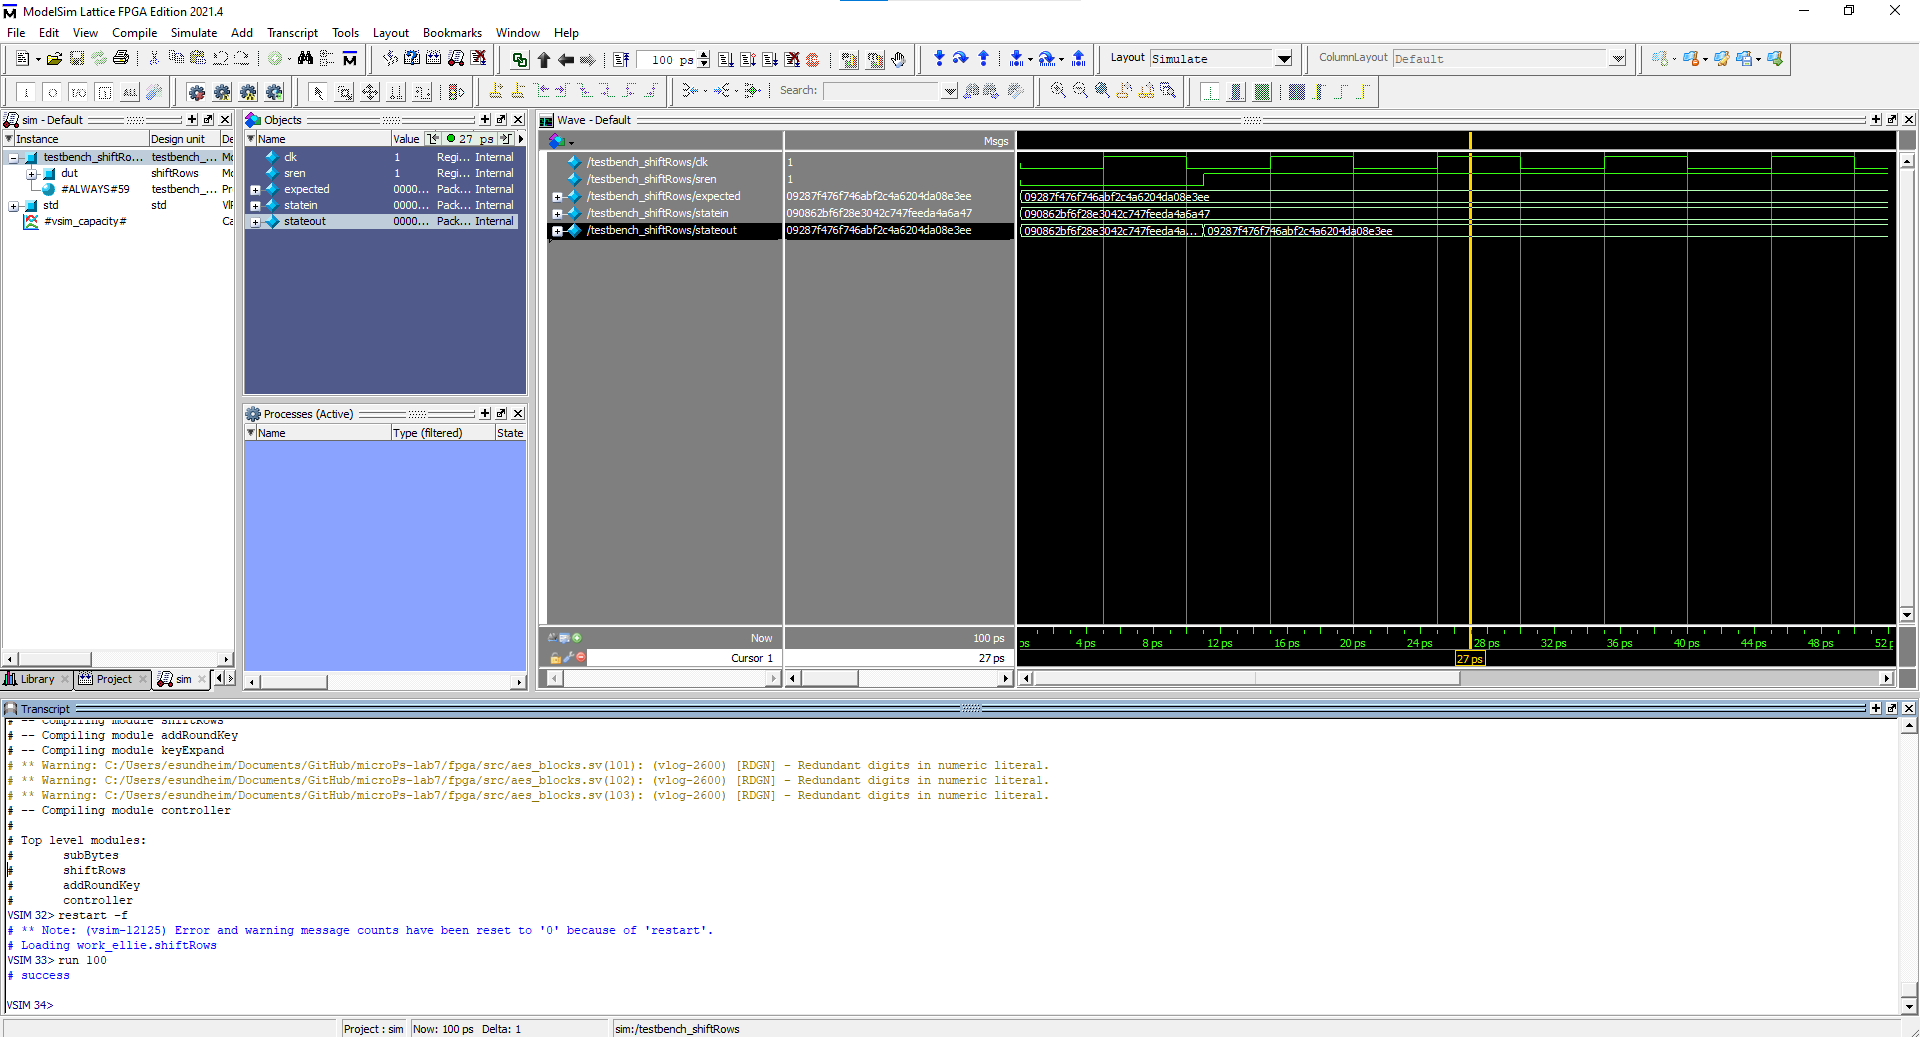 ModelSim Lattice FPGA Edition 2021.4
File Edit View Compile Simulate Add Transcript Tools Layout Bookmarks Window Help
100 ps
Layout Simulate
ColumnLayout Default
ALL
Search:
sim - Default
Instance Design unit De
testbench_shiftRo... testbench_... Mo
dut shiftRows Mo
#ALWAYS#59 testbench_... Pr
std std VlP
#vsim_capacity# Ca
Library Project sim
Objects
Name Value 27 ps
clk 1 Regi... Internal
sren 1 Regi... Internal
expected 0000... Pack... Internal
statein 0000... Pack... Internal
stateout 0000... Pack... Internal
Processes (Active)
Name Type (filtered) State
Wave - Default
Msgs
/testbench_shiftRows/clk 1
/testbench_shiftRows/sren 1
/testbench_shiftRows/expected 09287f476f746abf2c4a6204da08e3ee 09287f476f746abf2c4a6204da08e3ee
/testbench_shiftRows/statein 090862bf6f28e3042c747feeda4a6a47 090862bf6f28e3042c747feeda4a6a47
/testbench_shiftRows/stateout 09287f476f746abf2c4a6204da08e3ee 090862bf6f28e3042c747feeda4a... 09287f476f746abf2c4a6204da08e3ee
Now 100 ps
ps 4 ps 8 ps 12 ps 16 ps 20 ps 24 ps 28 ps 32 ps 36 ps 40 ps 44 ps 48 ps 52 p
Cursor 1 27 ps 27 ps
Transcript
# -- Compiling module shiftRows
# -- Compiling module addRoundKey
# -- Compiling module keyExpand
# ** Warning: C:/Users/esundheim/Documents/GitHub/microPs-lab7/fpga/src/aes_blocks.sv(101): (vlog-2600) [RDGN] - Redundant digits in numeric literal.
# ** Warning: C:/Users/esundheim/Documents/GitHub/microPs-lab7/fpga/src/aes_blocks.sv(102): (vlog-2600) [RDGN] - Redundant digits in numeric literal.
# ** Warning: C:/Users/esundheim/Documents/GitHub/microPs-lab7/fpga/src/aes_blocks.sv(103): (vlog-2600) [RDGN] - Redundant digits in numeric literal.
# -- Compiling module controller
#
# Top level modules:
# subBytes
# shiftRows
# addRoundKey
# controller
VSIM 32> restart -f
# ** Note: (vsim-12125) Error and warning message counts have been reset to '0' because of 'restart'.
# Loading work_ellie.shiftRows
VSIM 33> run 100
# success
VSIM 34>
Project : sim Now: 100 ps Delta: 1 sim:/testbench_shiftRows